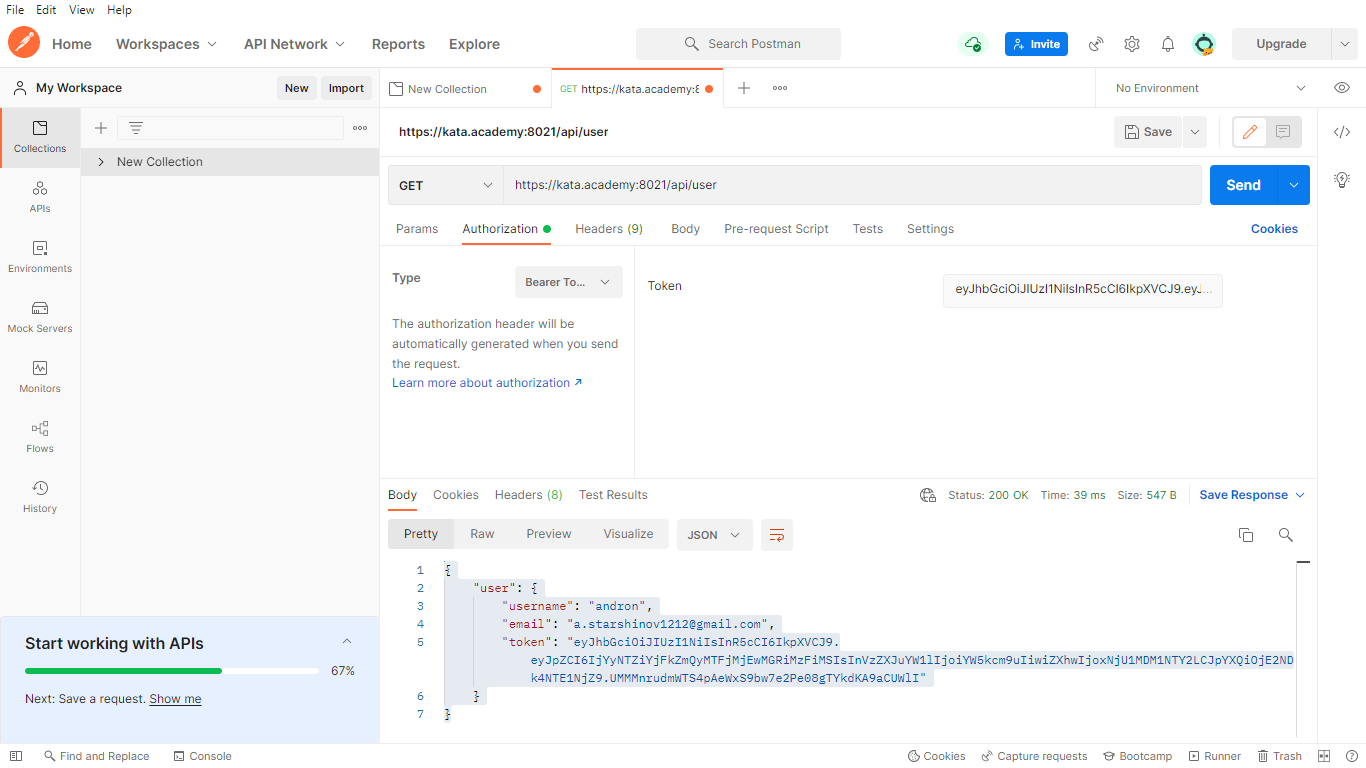 File Edit View Help
Home Workspaces API Network Reports Explore Search Postman Invite Upgrade
My Workspace New Import New Collection GET https://kata.academy:8 No Environment
https://kata.academy:8021/api/user Save
Collections
New Collection
GET https://kata.academy:8021/api/user Send
APIs
Params Authorization Headers (9) Body Pre-request Script Tests Settings Cookies
Environments
Type Bearer To... Token eyJhbGciOiJIUzI1NiIsInR5cCI6IkpXVCJ9.eyJ...
Mock Servers
The authorization header will be
automatically generated when you send
the request.
Learn more about authorization
Monitors
Flows
History
Body Cookies Headers (8) Test Results Status: 200 OK Time: 39 ms Size: 547 B Save Response
Pretty Raw Preview Visualize JSON
1 {
2 "user": {
3 "username": "andron",
4 "email": "a.starshinov1212@gmail.com",
5 "token": "eyJhbGciOiJIUzI1NiIsInR5cCI6IkpXVCJ9.
eyJpZCI6IjYyNTZiYjFkZmQyMTFjMjEwMGRiMzFiMSIsInVzZXJuYW1lIjoiYW5kcm9uIiwiZXhwIjoxNjU1MDM1NTY2LCJpYXQiOjE2ND
k4NTE1NjZ9.UMMMnrudmWTS4pAeWxS9bw7e2Pe08gTYkdKA9aCUWlI"
6 }
7 }
Start working with APIs
67%
Next: Save a request. Show me
Find and Replace Console Cookies Capture requests Bootcamp Runner Trash